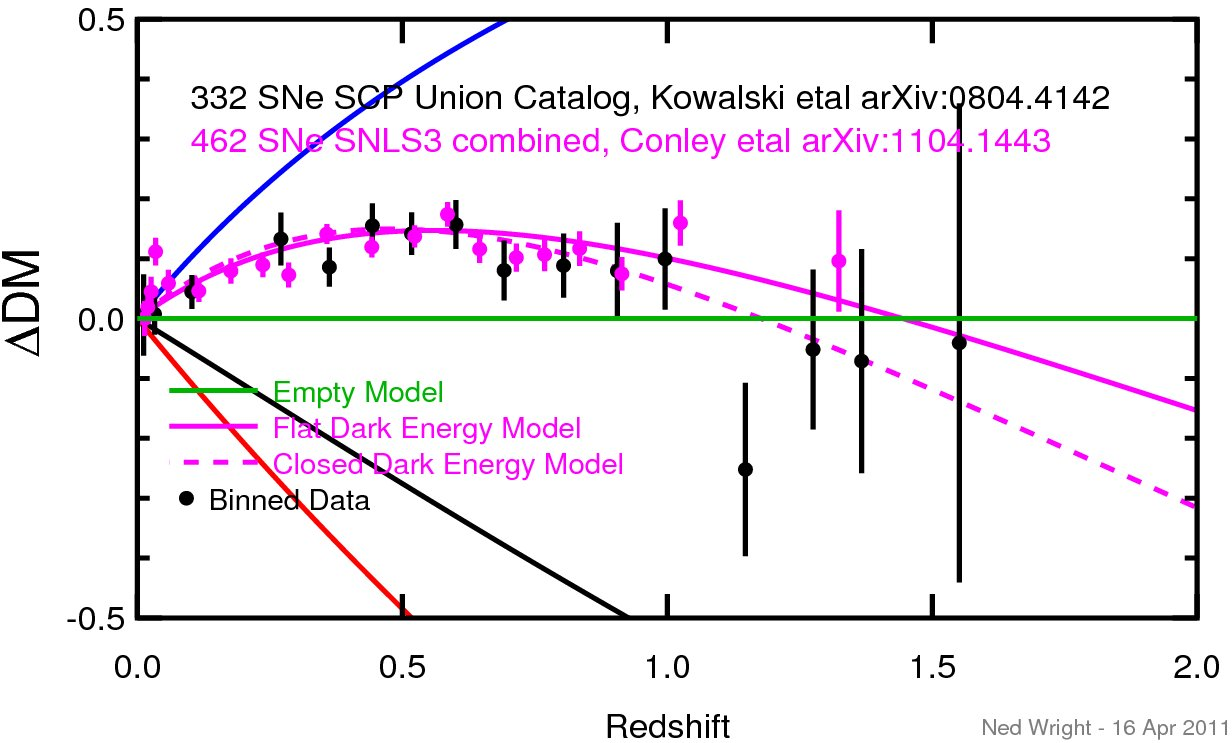 0.5
332 SNe SCP Union Catalog, Kowalski etal arXiv:0804.4142
462 SNe SNLS3 combined, Conley etal arXiv:1104.1443
ΔDM
0.0
Empty Model
Flat Dark Energy Model
Closed Dark Energy Model
Binned Data
-0.5
0.0 0.5 1.0 1.5 2.0
Redshift
Ned Wright - 16 Apr 2011